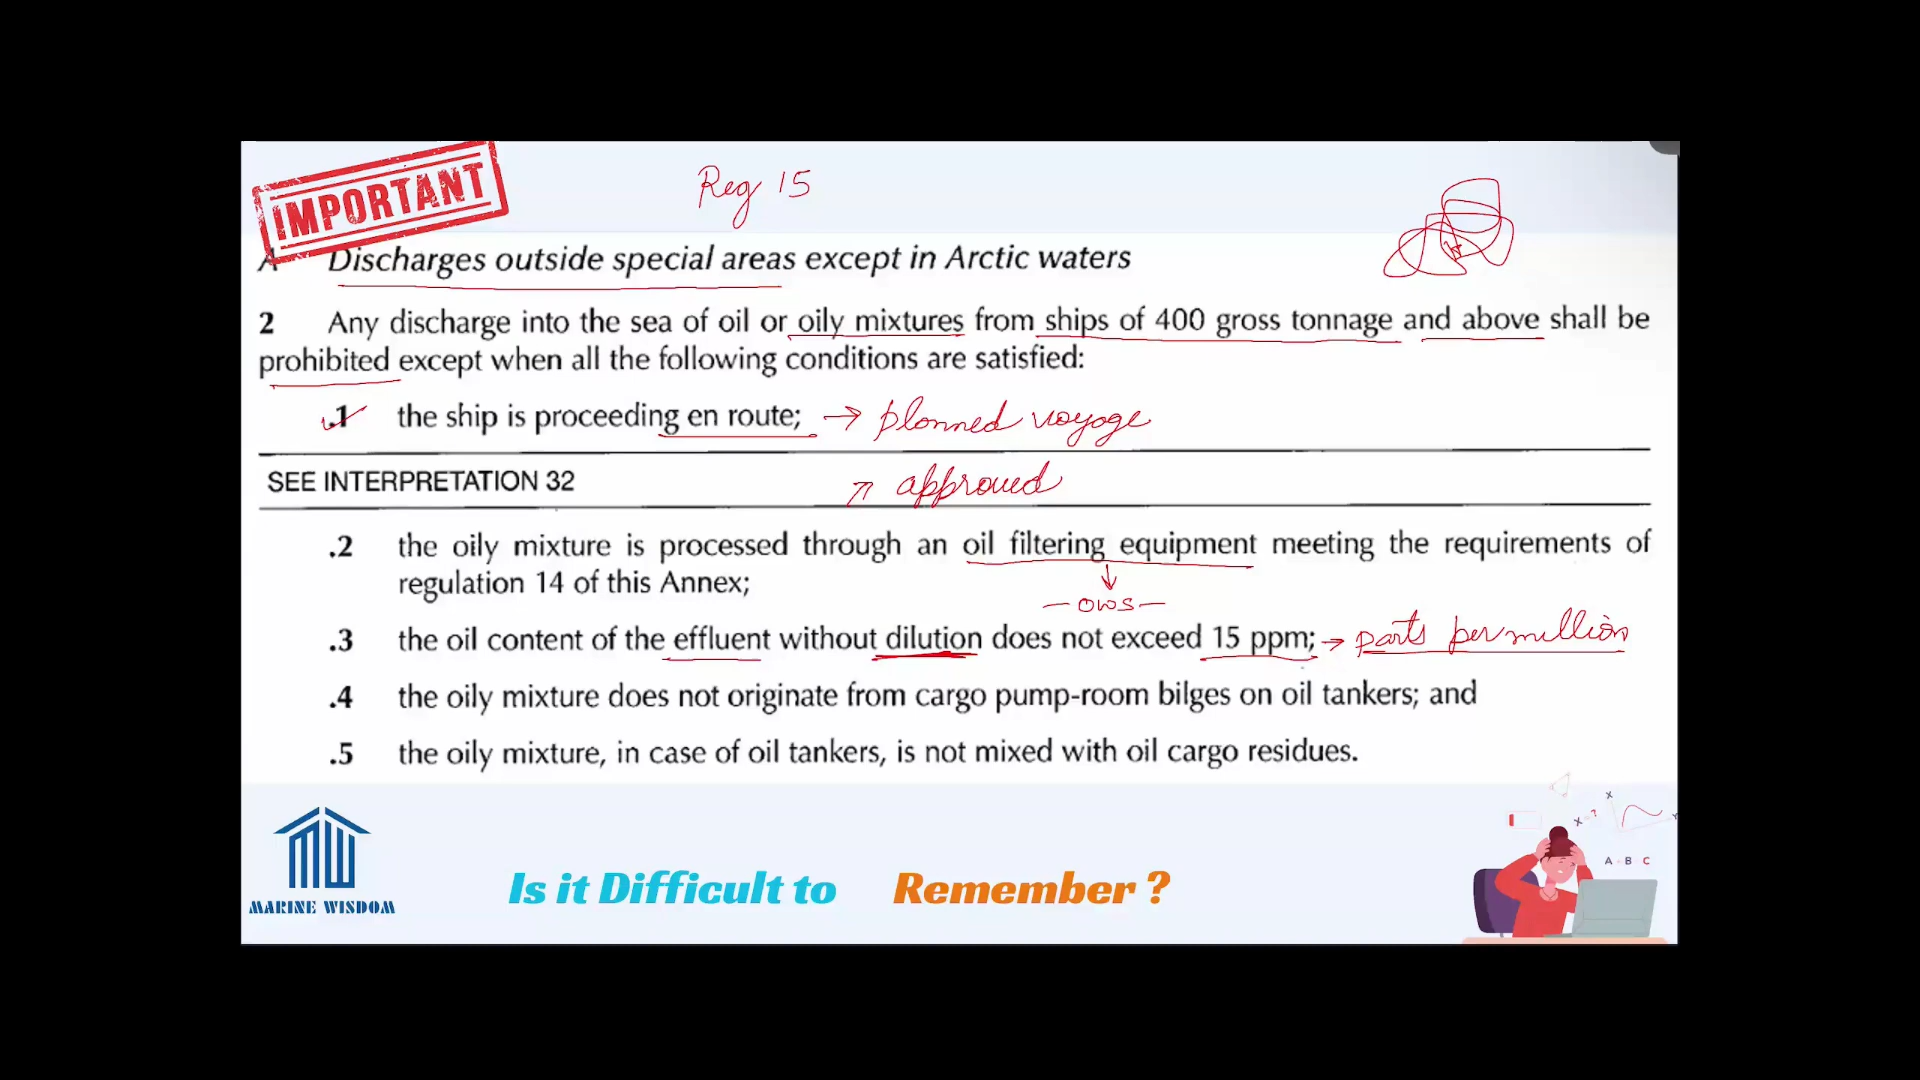 IMPORTANT
Reg 15
A Discharges outside special areas except in Arctic waters
2 Any discharge into the sea of oil or oily mixtures from ships of 400 gross tonnage and above shall be
prohibited except when all the following conditions are satisfied:
.1 the ship is proceeding en route; → planned voyage
SEE INTERPRETATION 32
approved
.2 the oily mixture is processed through an oil filtering equipment meeting the requirements of
regulation 14 of this Annex;
— OWS —
.3 the oil content of the effluent without dilution does not exceed 15 ppm; → parts per million
.4 the oily mixture does not originate from cargo pump-room bilges on oil tankers; and
.5 the oily mixture, in case of oil tankers, is not mixed with oil cargo residues.
MW
MARINE WISDOM
Is it Difficult to Remember ?
A B C